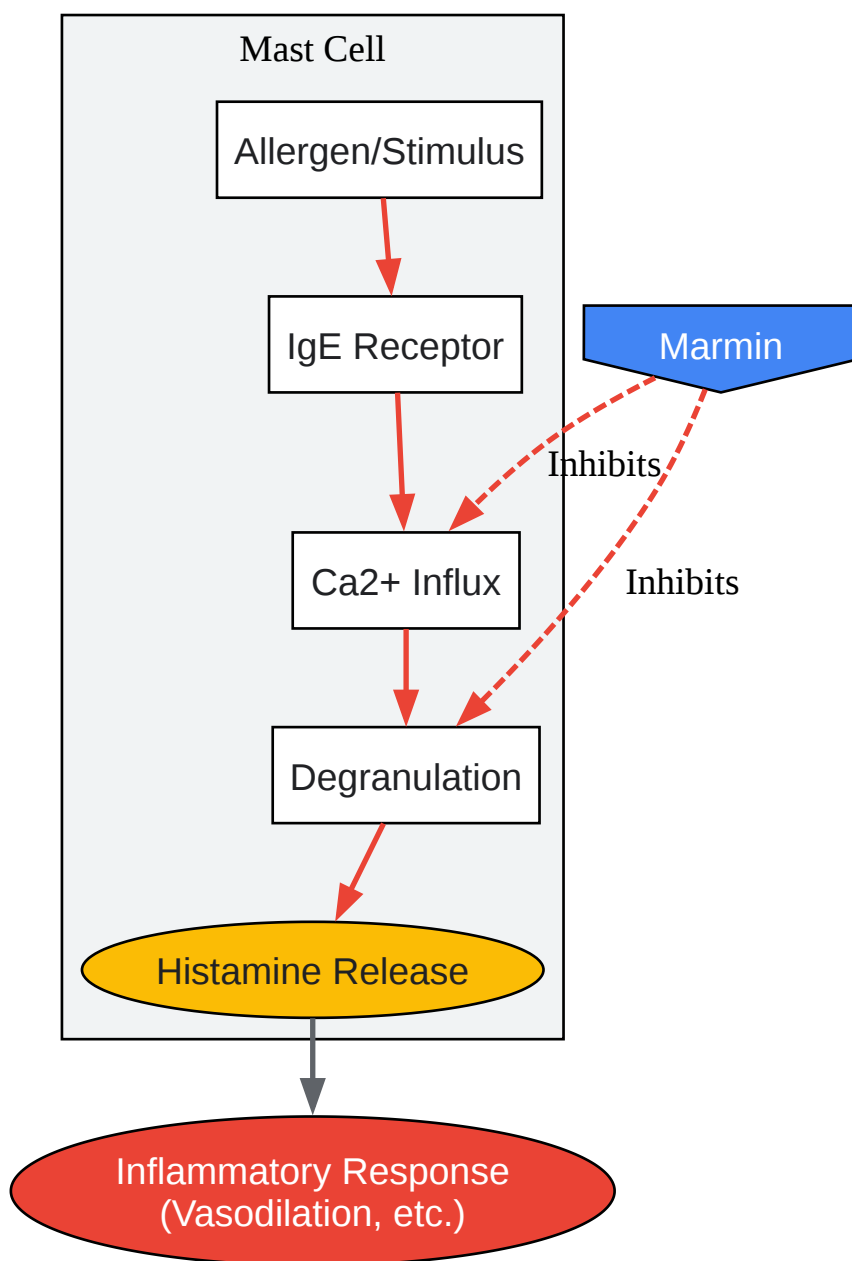 Mast Cell
Allergen/Stimulus
IgE Receptor
Marmin
Inhibits
Ca2+ Influx
Inhibits
Degranulation
Histamine Release
Inflammatory Response
(Vasodilation, etc.)